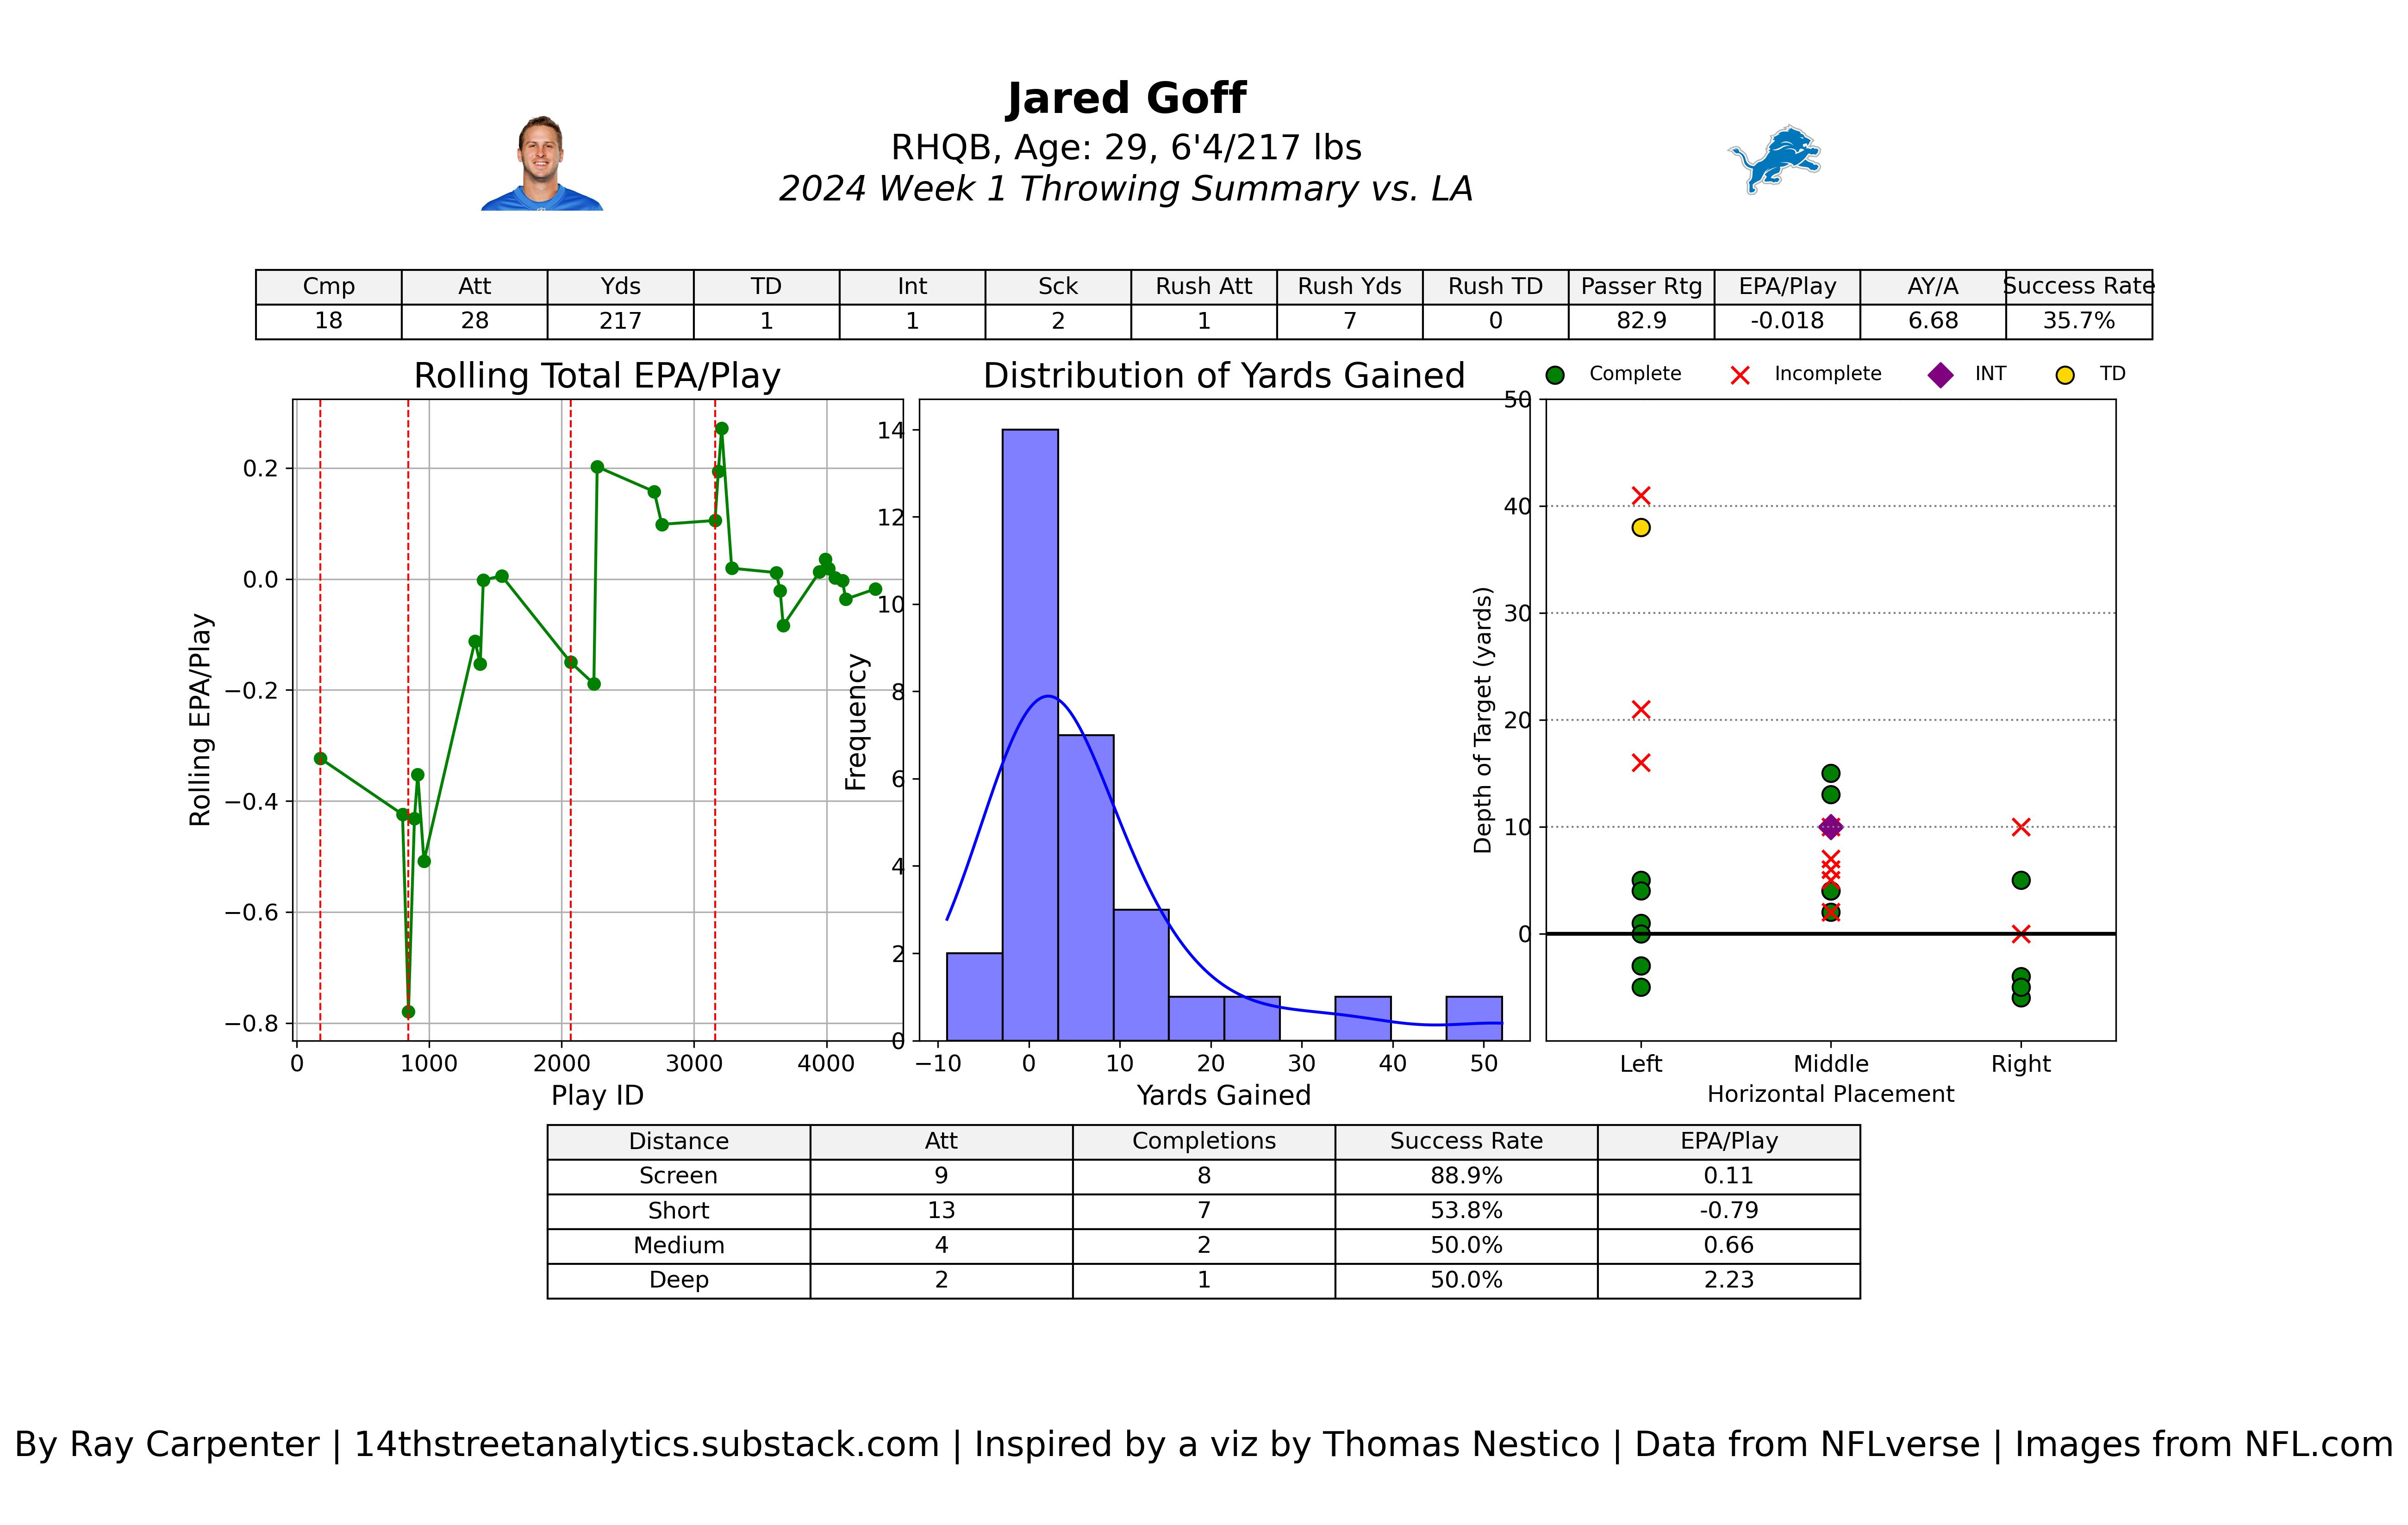 Jared Goff
RHQB, Age: 29, 6'4/217 lbs
2024 Week 1 Throwing Summary vs. LA
Cmp Att Yds TD Int Sck Rush Att Rush Yds Rush TD Passer Rtg EPA/Play AY/A Success Rate
18 28 217 1 1 2 1 7 0 82.9 -0.018 6.68 35.7%
Rolling Total EPA/Play
Rolling EPA/Play
0.2
0.0
−0.2
−0.4
−0.6
−0.8
0 1000 2000 3000 4000
Play ID
Distribution of Yards Gained
Frequency
14
12
10
8
6
4
2
0
−10 0 10 20 30 40 50
Yards Gained
Complete Incomplete INT TD
Depth of Target (yards)
50
40
30
20
10
0
Left Middle Right
Horizontal Placement
Distance Att Completions Success Rate EPA/Play
Screen 9 8 88.9% 0.11
Short 13 7 53.8% -0.79
Medium 4 2 50.0% 0.66
Deep 2 1 50.0% 2.23
By Ray Carpenter | 14thstreetanalytics.substack.com | Inspired by a viz by Thomas Nestico | Data from NFLverse | Images from NFL.com